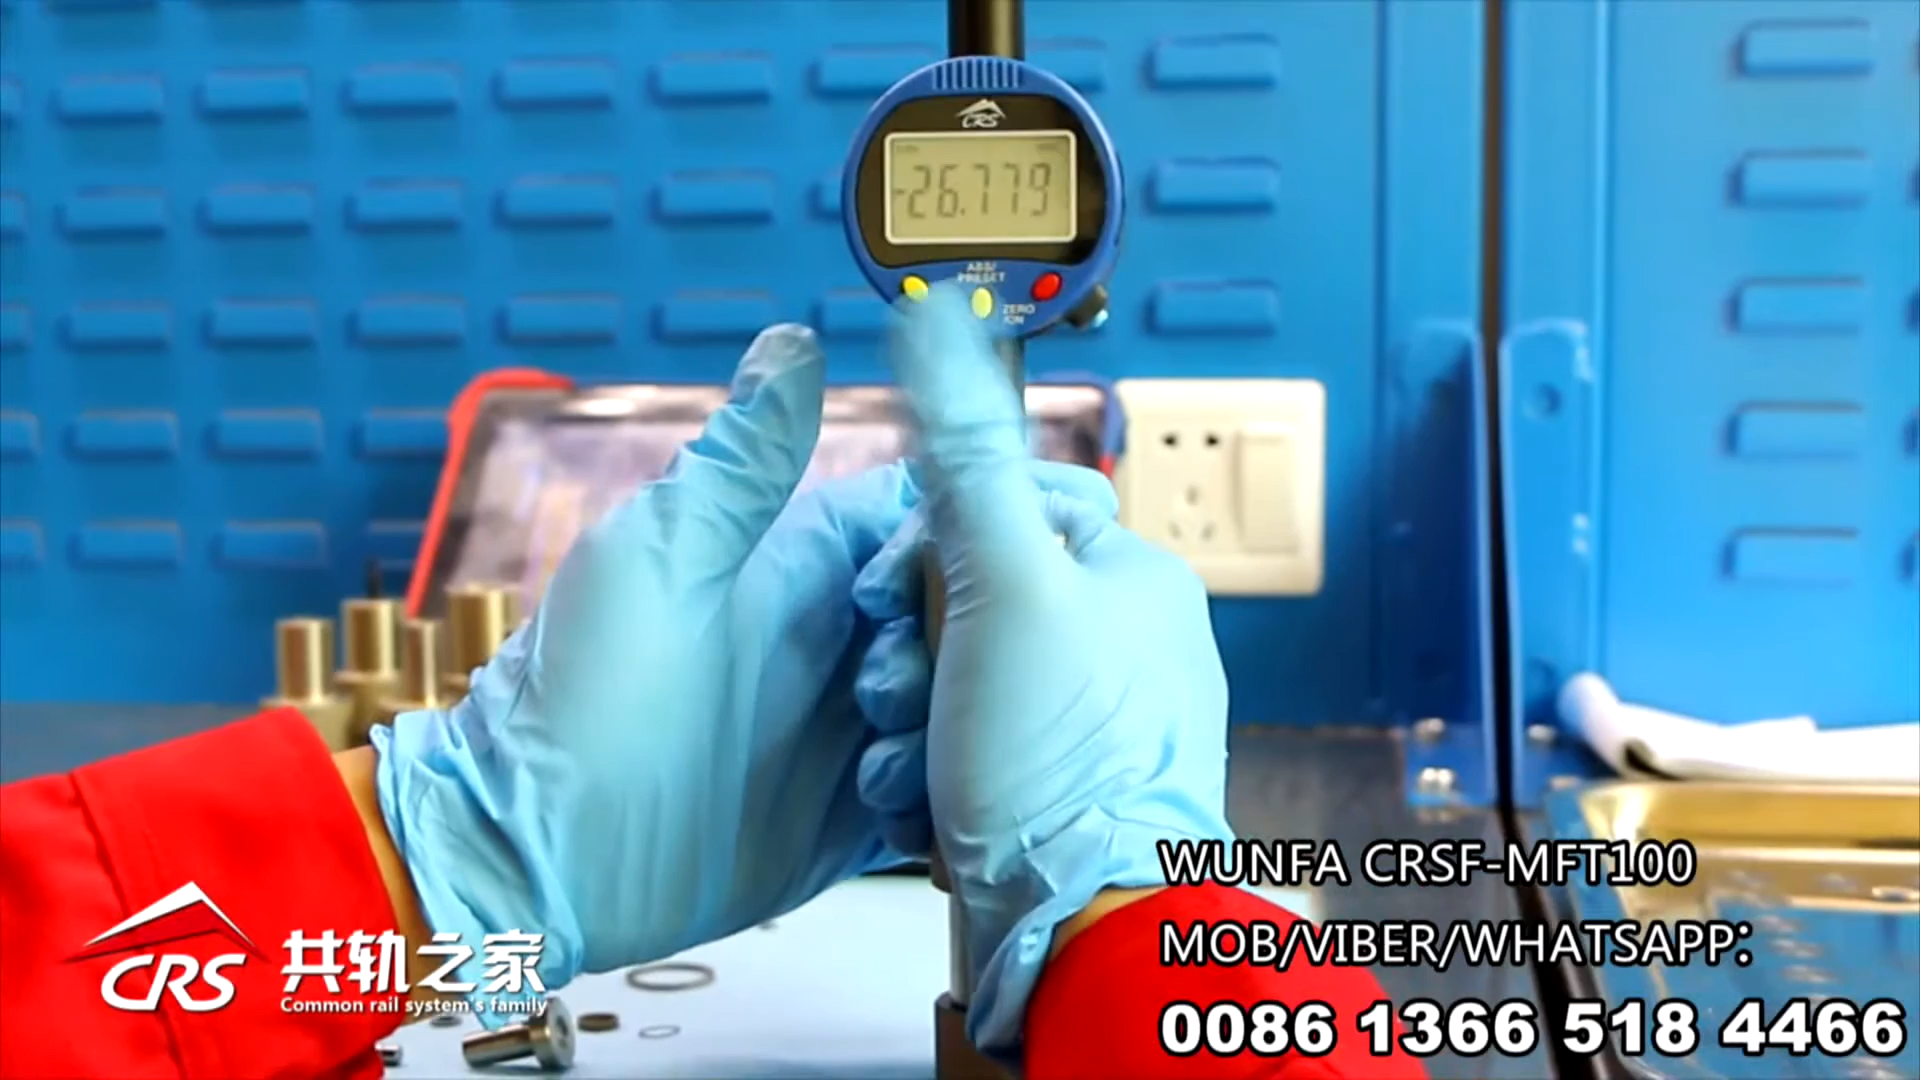 CRS
-26.779
ABS/
PRESET
ZERO
/ON
WUNFA CRSF-MFT100
MOB/VIBER/WHATSAPP:
0086 1366 518 4466
CRS 共轨之家
Common rail system's family